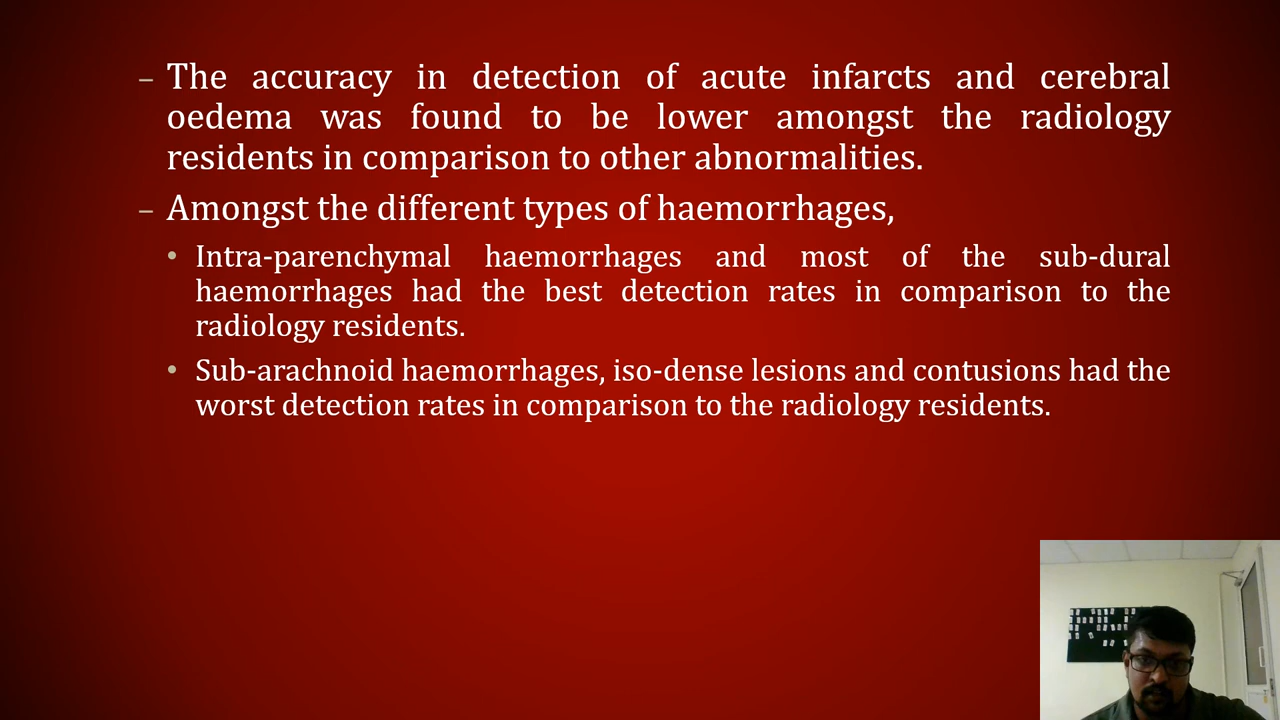 – The accuracy in detection of acute infarcts and cerebral
oedema was found to be lower amongst the radiology
residents in comparison to other abnormalities.
– Amongst the different types of haemorrhages,
• Intra-parenchymal haemorrhages and most of the sub-dural
haemorrhages had the best detection rates in comparison to the
radiology residents.
• Sub-arachnoid haemorrhages, iso-dense lesions and contusions had the
worst detection rates in comparison to the radiology residents.